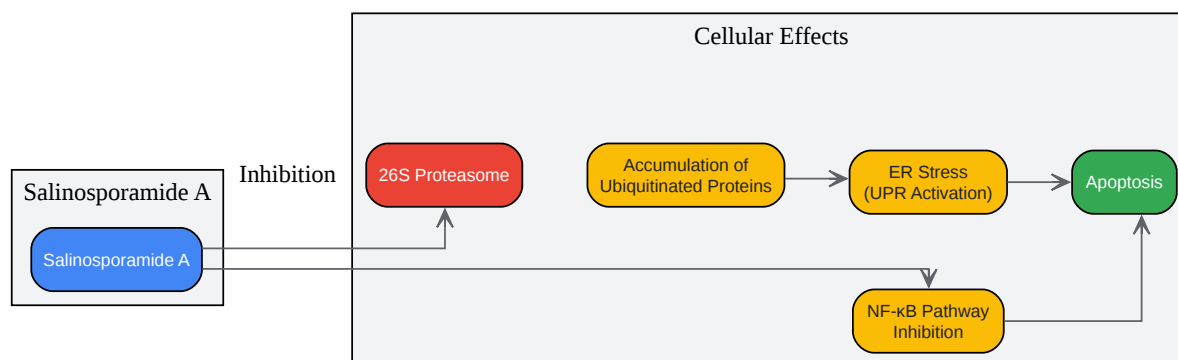 Cellular Effects
Salinosporamide A
Inhibition
26S Proteasome
Accumulation of
Ubiquitinated Proteins
ER Stress
(UPR Activation)
Apoptosis
Salinosporamide A
NF-κB Pathway
Inhibition